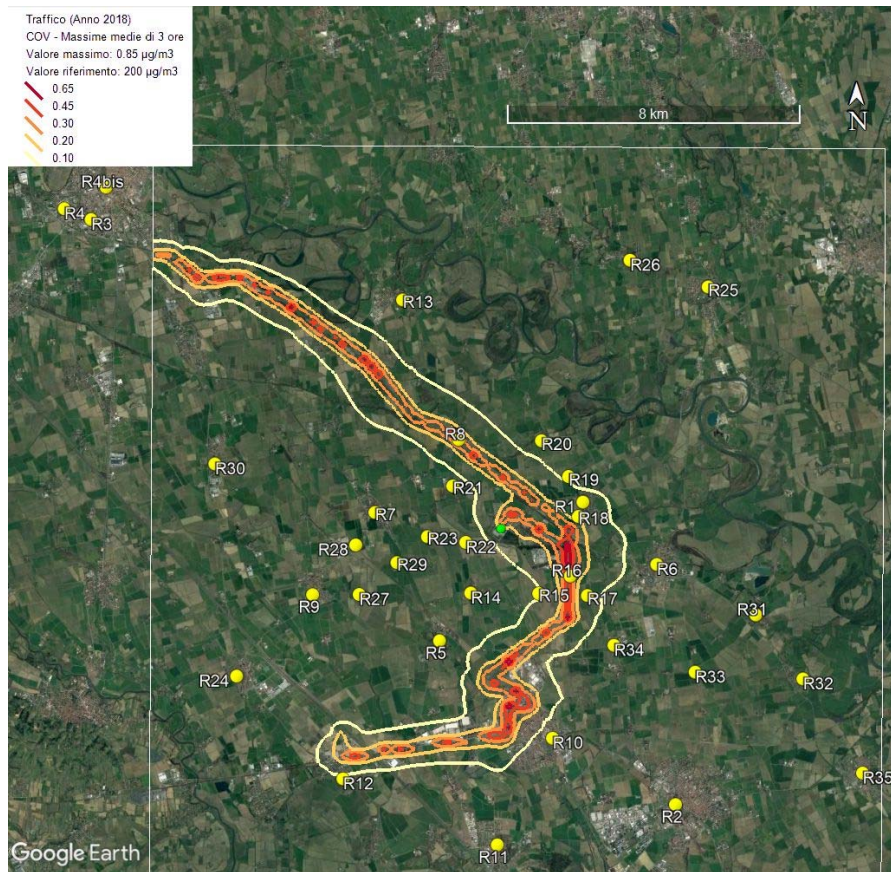 Traffico (Anno 2018)
COV - Massime medie di 3 ore
Valore massimo: 0.85 µg/m3
Valore riferimento: 200 µg/m3
0.65
0.45
0.30
0.20
0.10
8 km
N
R4bis
R4
R3
R26
R25
R13
R8
R20
R30
R19
R21
R1
R7
R18
R23
R22
R28
R29
R16
R6
R9
R27
R14
R15
R17
R31
R5
R34
R24
R33
R32
R10
R12
R35
R2
R11
Google Earth